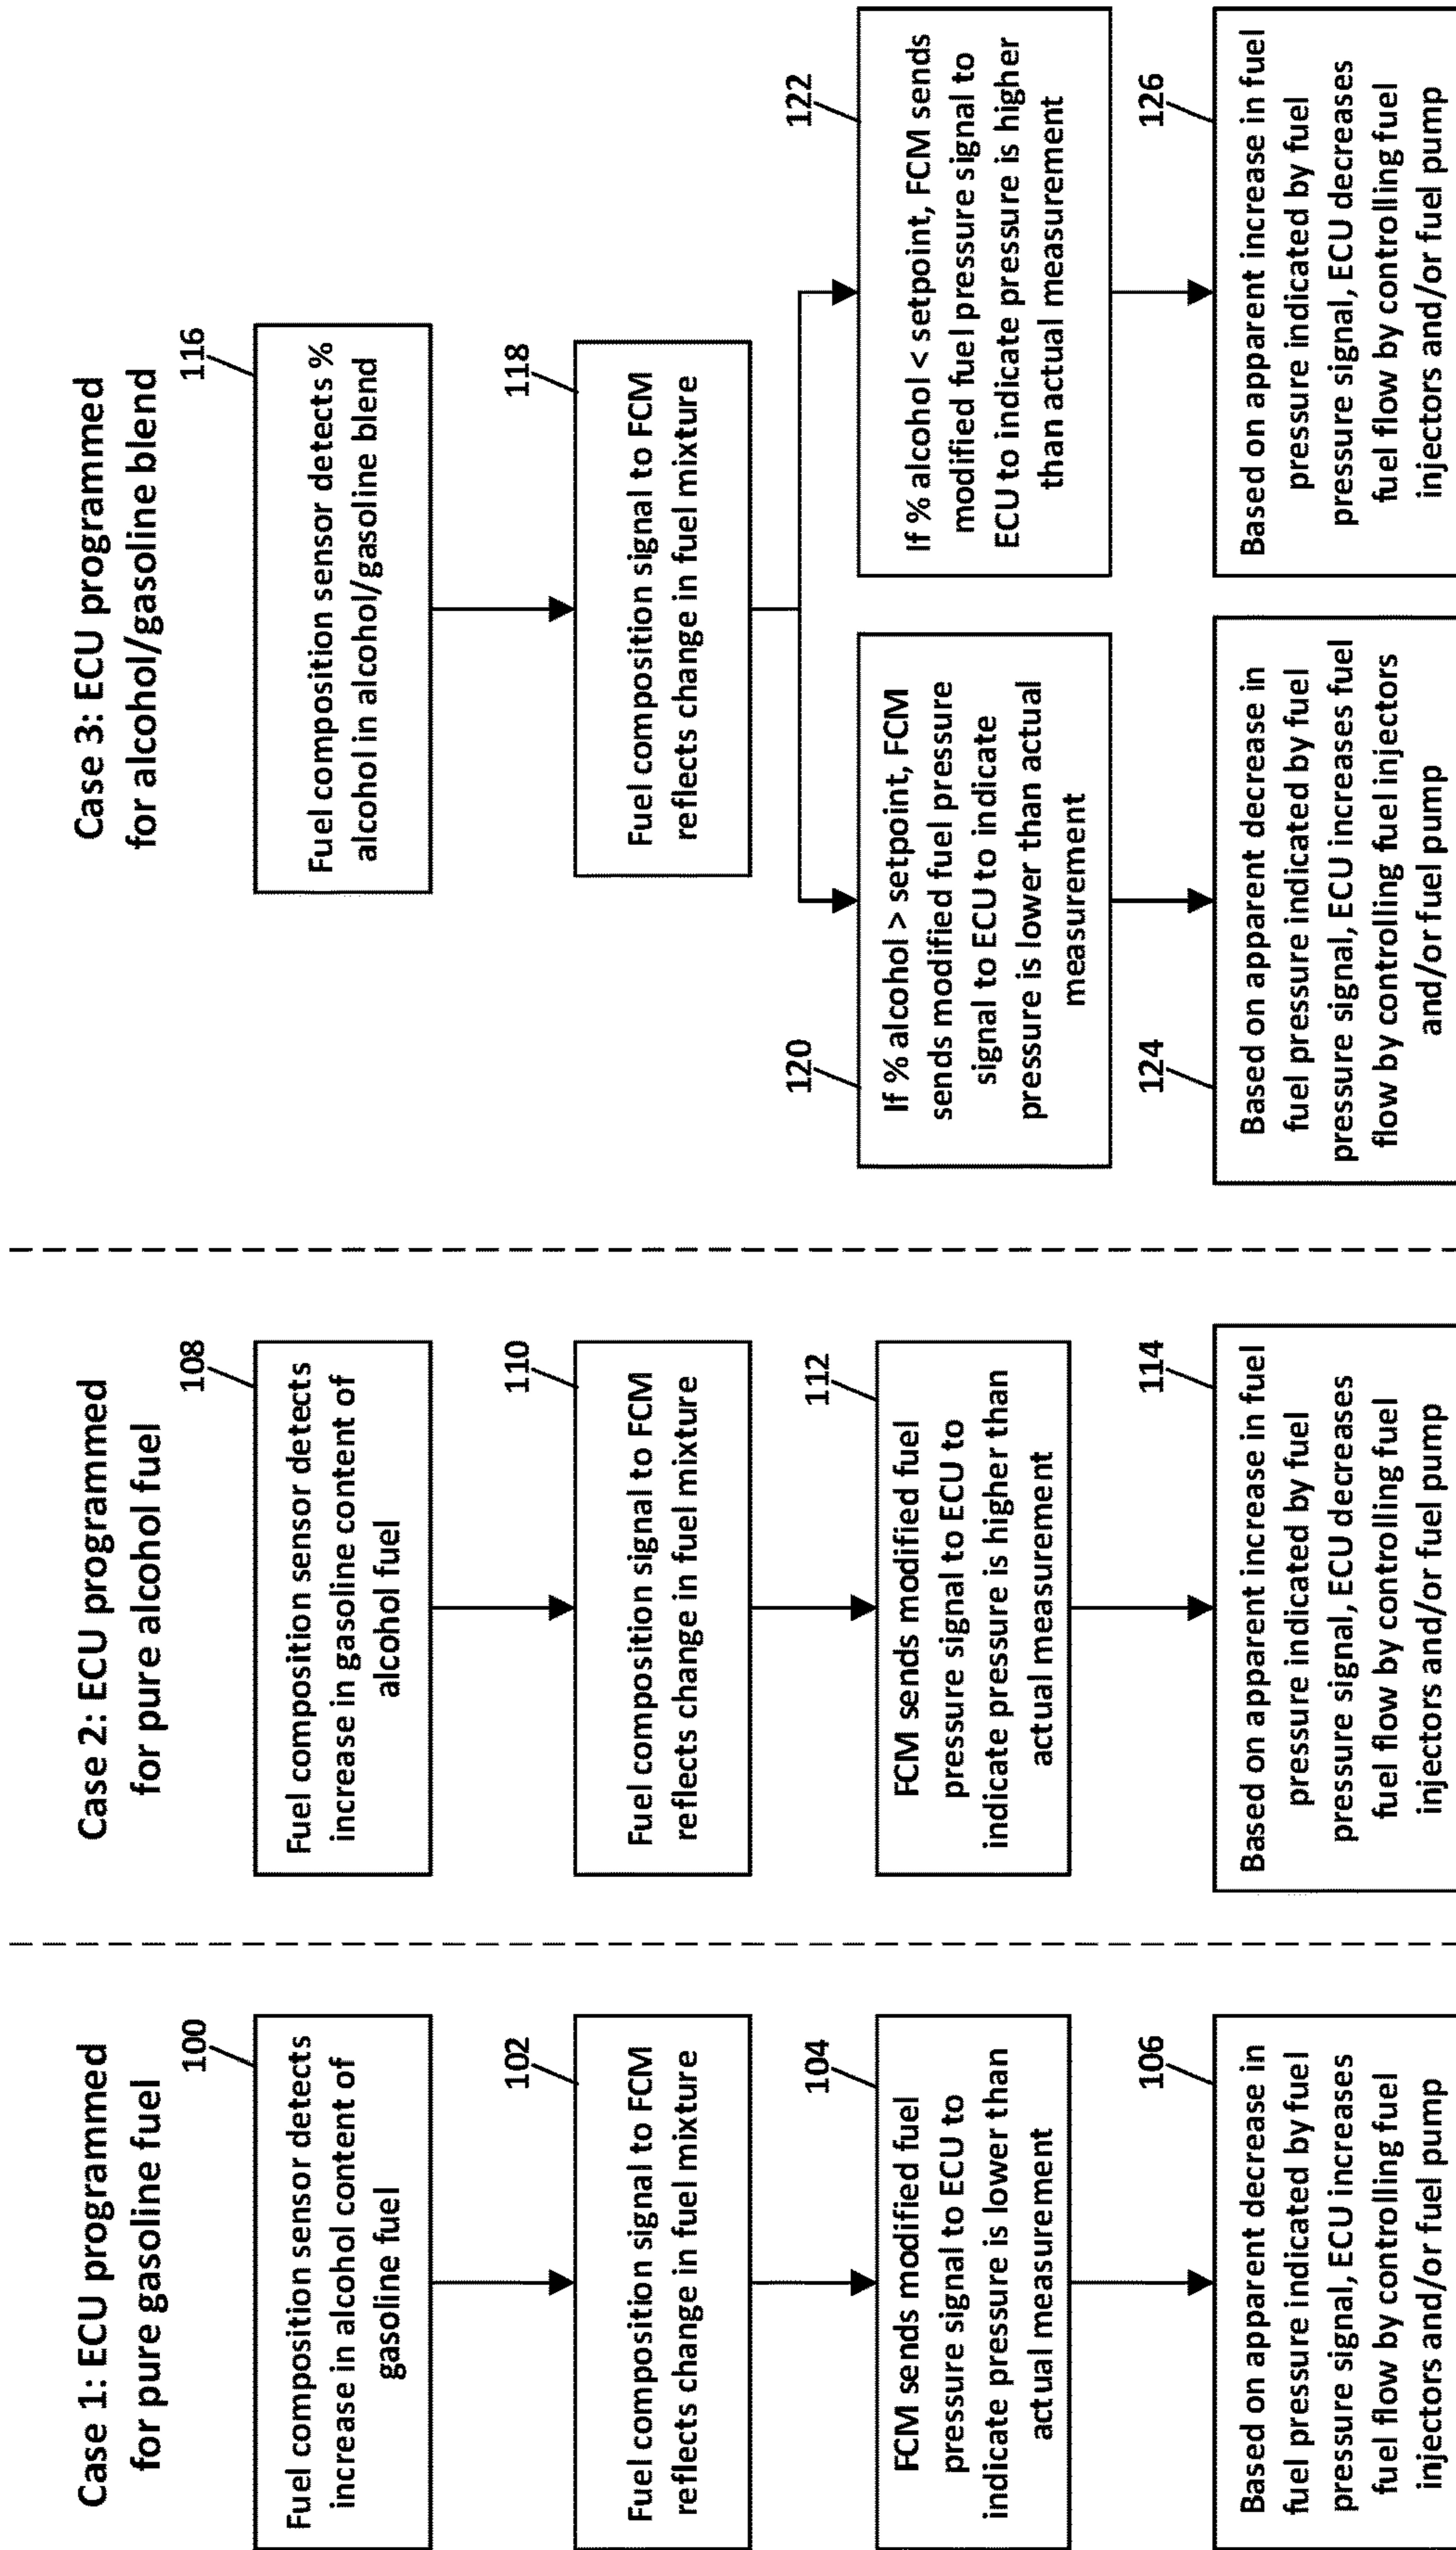 Case 1: ECU programmed
for pure gasoline fuel
100
Fuel composition sensor detects
increase in alcohol content of
gasoline fuel
102
Fuel composition signal to FCM
reflects change in fuel mixture
104
FCM sends modified fuel
pressure signal to ECU to
indicate pressure is lower than
actual measurement
106
Based on apparent decrease in
fuel pressure indicated by fuel
pressure signal, ECU increases
fuel flow by controlling fuel
injectors and/or fuel pump
Case 2: ECU programmed
for pure alcohol fuel
108
Fuel composition sensor detects
increase in gasoline content of
alcohol fuel
110
Fuel composition signal to FCM
reflects change in fuel mixture
112
FCM sends modified fuel
pressure signal to ECU to
indicate pressure is higher than
actual measurement
114
Based on apparent increase in fuel
pressure indicated by fuel
pressure signal, ECU decreases
fuel flow by controlling fuel
injectors and/or fuel pump
Case 3: ECU programmed
for alcohol/gasoline blend
116
Fuel composition sensor detects %
alcohol in alcohol/gasoline blend
118
Fuel composition signal to FCM
reflects change in fuel mixture
120
If % alcohol > setpoint, FCM
sends modified fuel pressure
signal to ECU to indicate
pressure is lower than actual
measurement
122
If % alcohol < setpoint, FCM sends
modified fuel pressure signal to
ECU to indicate pressure is higher
than actual measurement
124
Based on apparent decrease in
fuel pressure indicated by fuel
pressure signal, ECU increases fuel
flow by controlling fuel injectors
and/or fuel pump
126
Based on apparent increase in fuel
pressure indicated by fuel
pressure signal, ECU decreases
fuel flow by controlling fuel
injectors and/or fuel pump